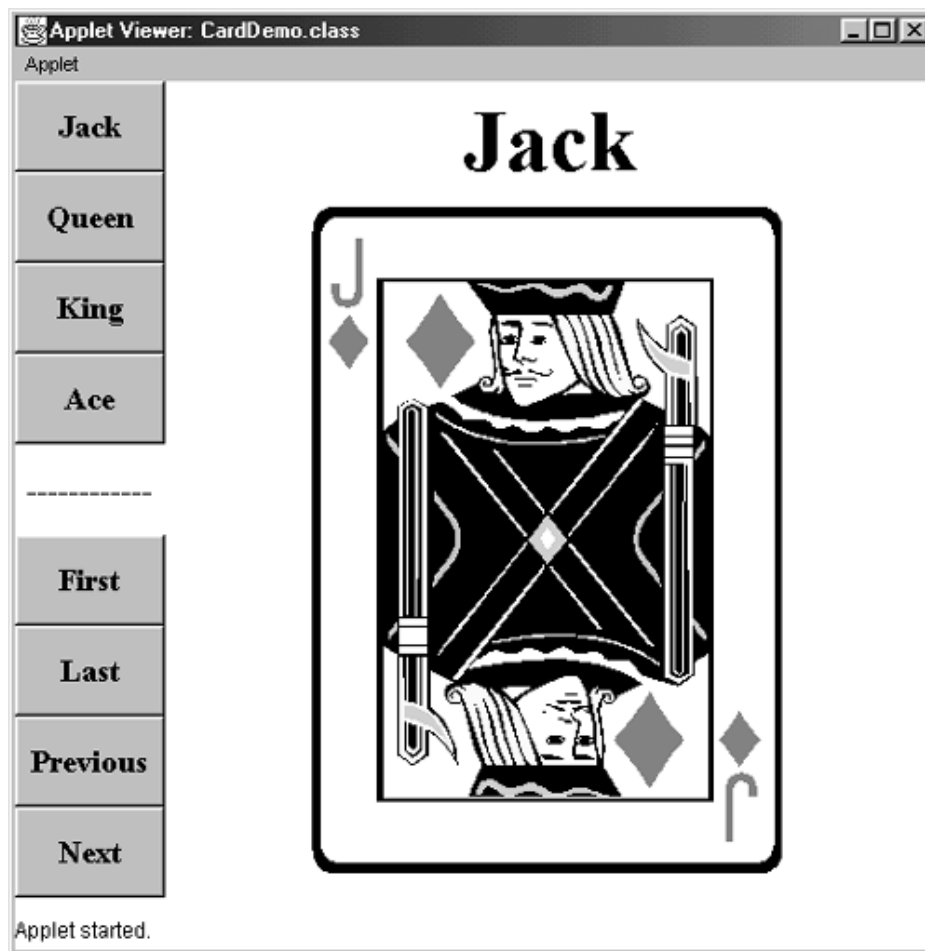 Applet Viewer: CardDemo.class
Applet
Jack
Queen
King
Ace
------------
First
Last
Previous
Next
Jack
J
J
Applet started.